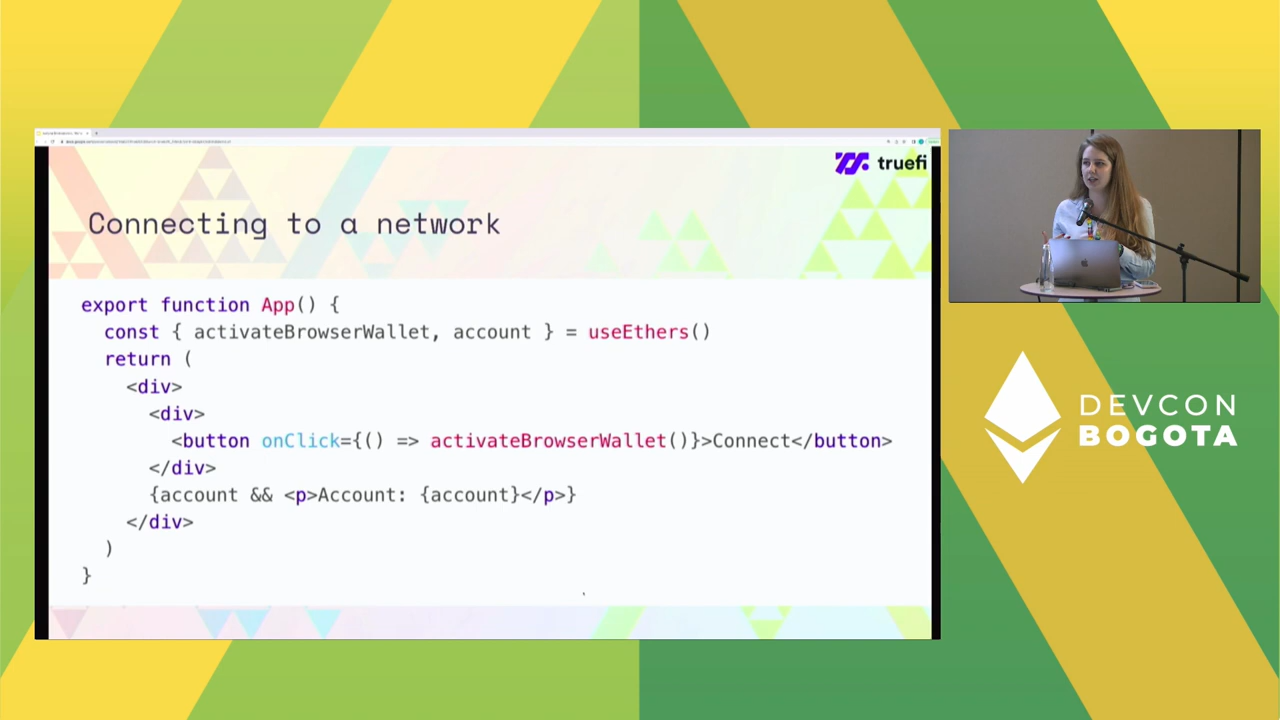 truefi
Connecting to a network
export function App() {
  const { activateBrowserWallet, account } = useEthers()
  return (
    <div>
      <div>
        <button onClick={() => activateBrowserWallet()}>Connect</button>
      </div>
      {account && <p>Account: {account}</p>}
    </div>
  )
}
DEVCON
BOGOTA